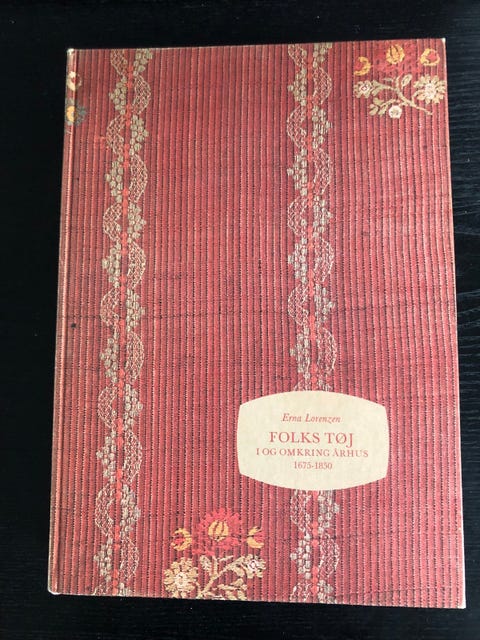 Erna Lorenzen
FOLKS TØJ
I OG OMKRING ÅRHUS
1675-1850